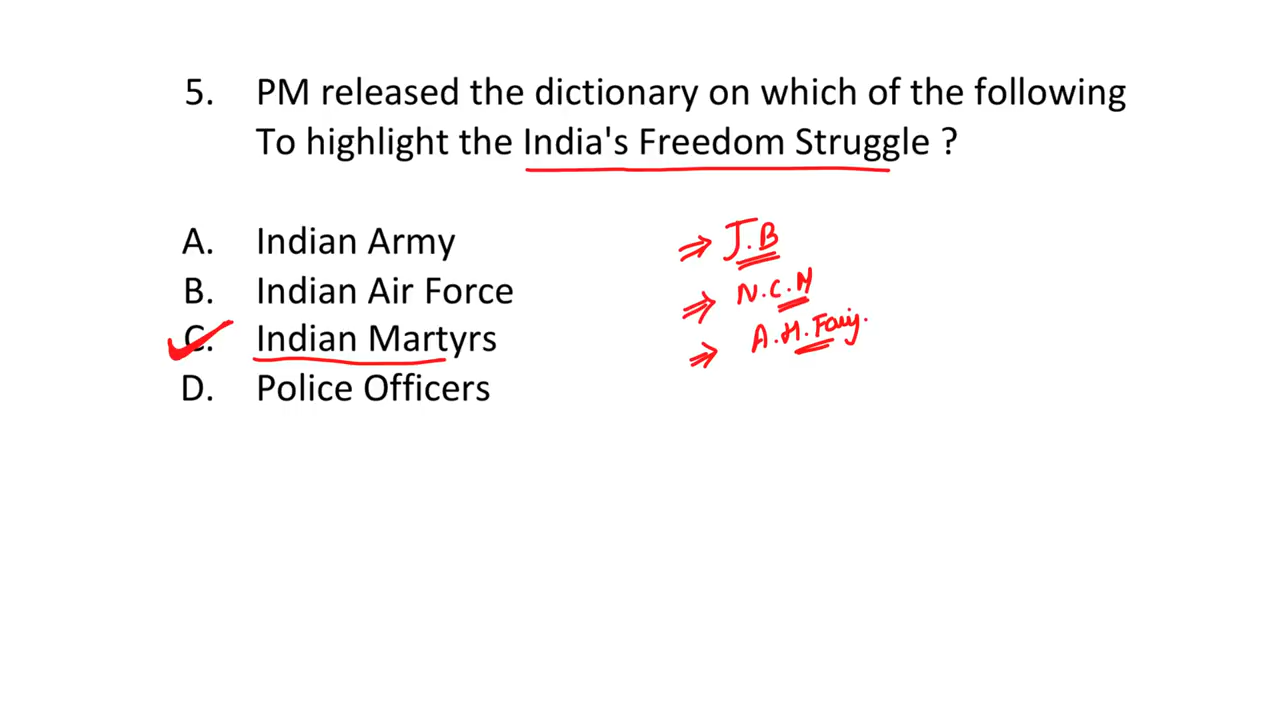 5. PM released the dictionary on which of the following
To highlight the India's Freedom Struggle ?
A. Indian Army
B. Indian Air Force
C. Indian Martyrs
D. Police Officers
⇒ J.B
⇒ N.C.M
⇒ A.H.